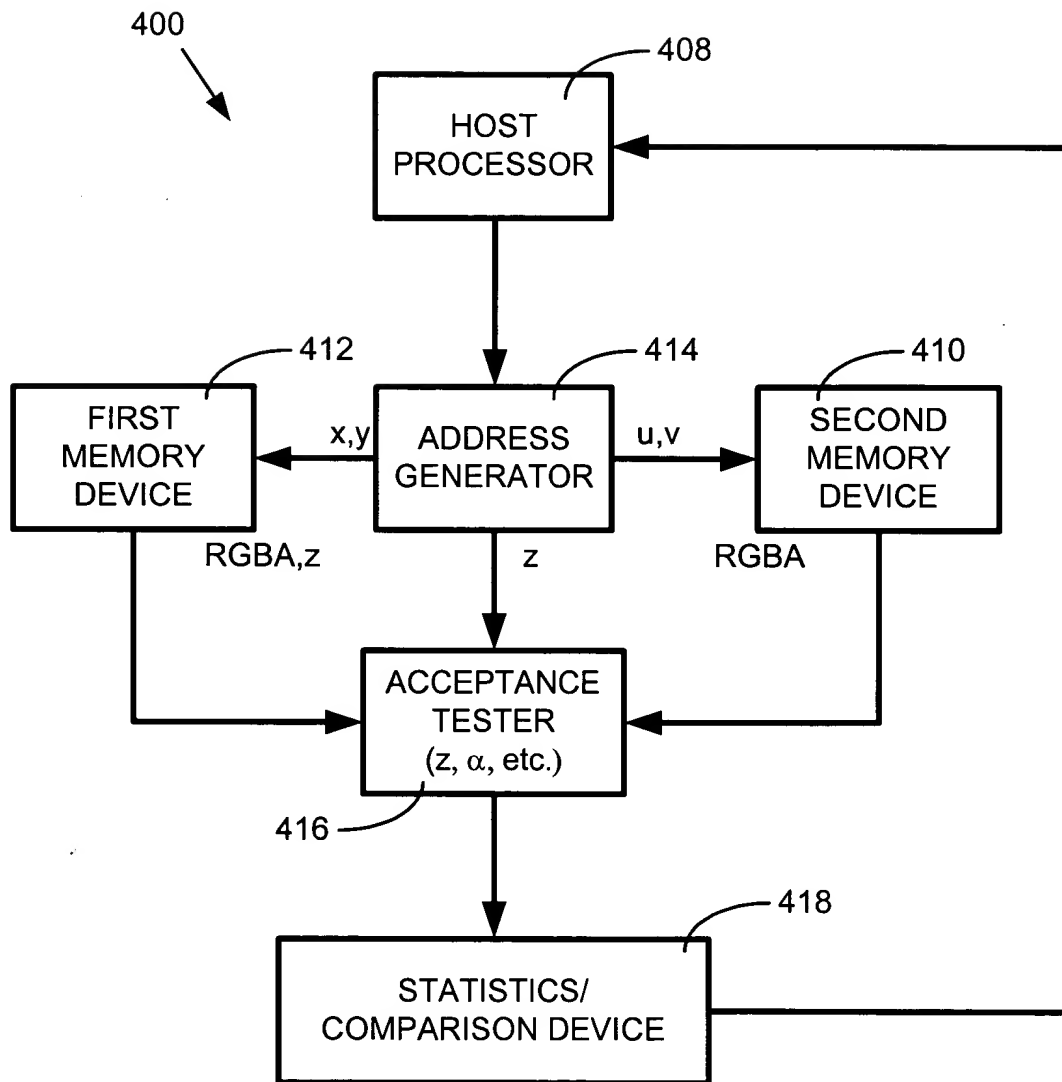 400
408
HOST
PROCESSOR
412
414
410
FIRST
MEMORY
DEVICE
x,y
ADDRESS
GENERATOR
u,v
SECOND
MEMORY
DEVICE
RGBA,z
z
RGBA
ACCEPTANCE
TESTER
(z, α, etc.)
416
418
STATISTICS/
COMPARISON DEVICE